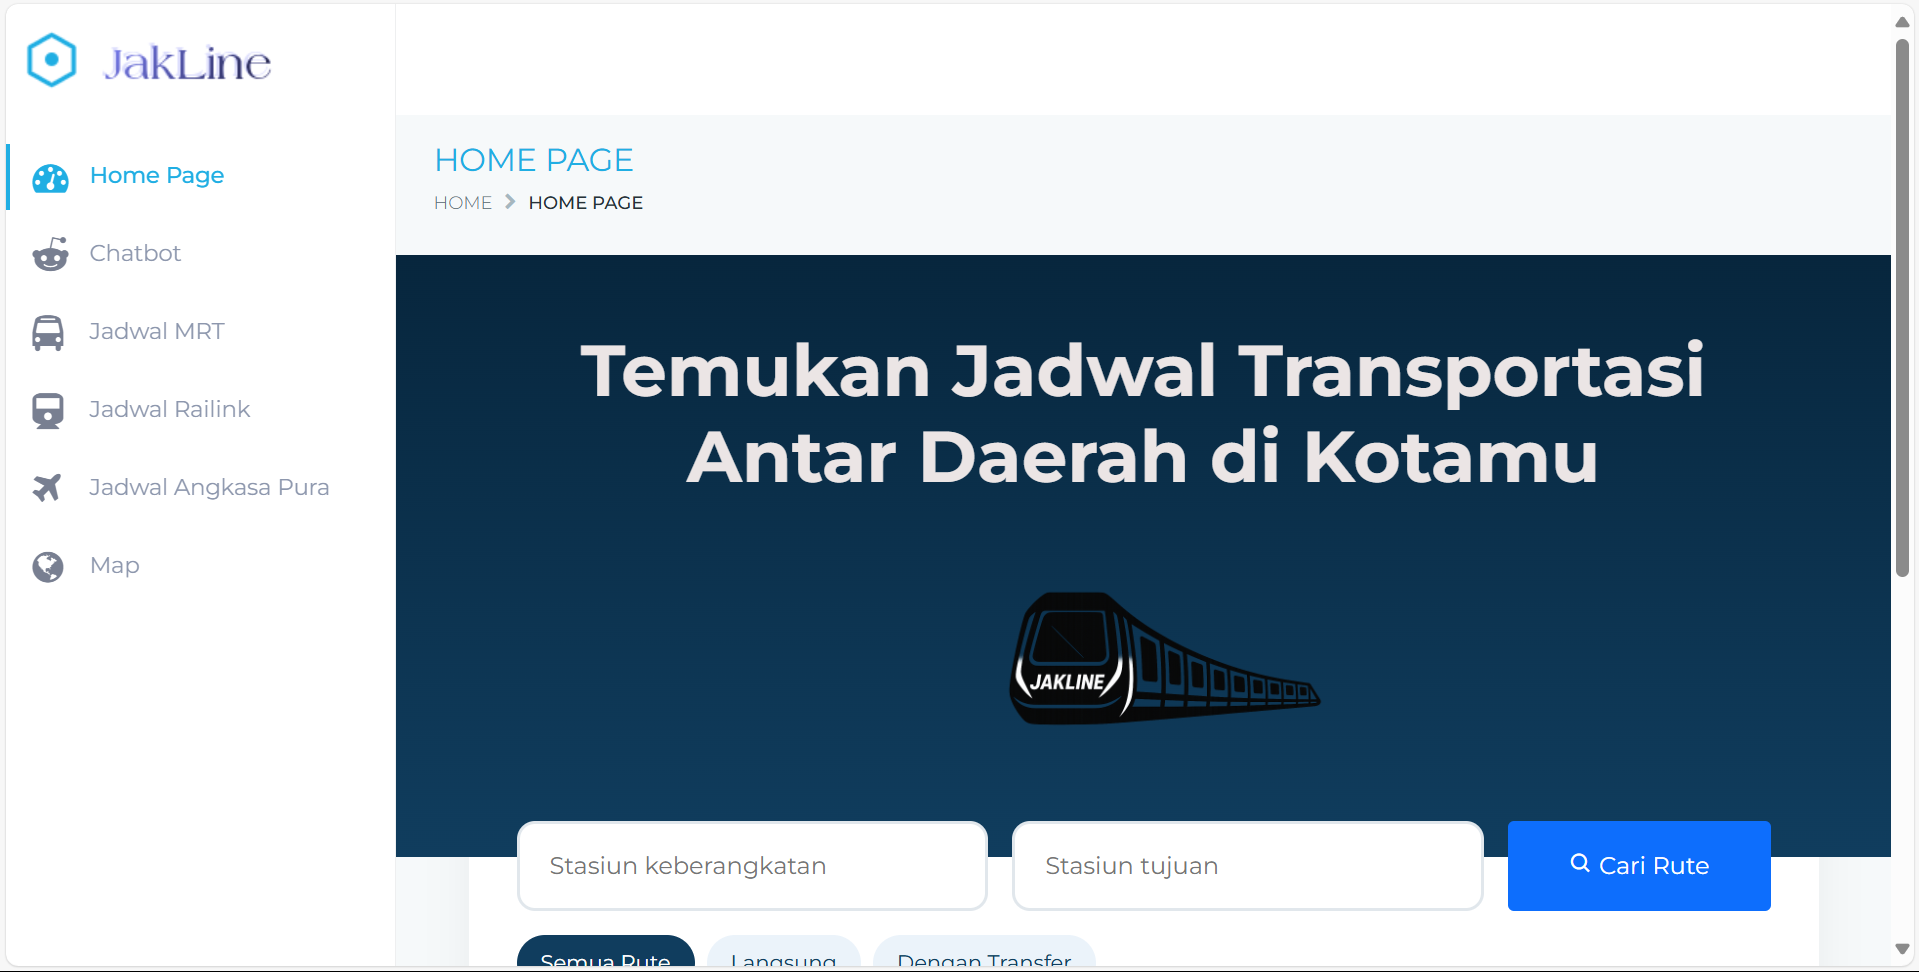 JakLine
Home Page
Chatbot
Jadwal MRT
Jadwal Railink
Jadwal Angkasa Pura
Map
HOME PAGE
HOME HOME PAGE
Temukan Jadwal Transportasi
Antar Daerah di Kotamu
JAKLINE
Stasiun keberangkatan
Stasiun tujuan
Cari Rute
Semua Rute
Langsung
Dengan Transfer